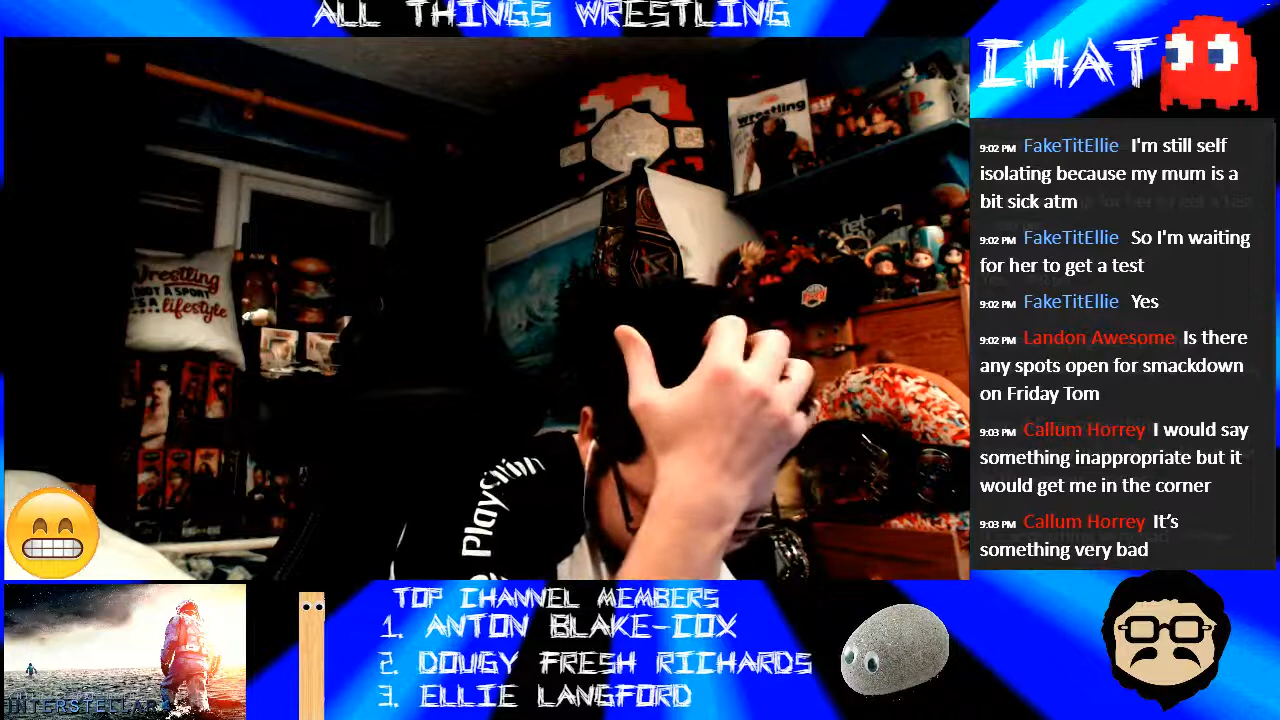 ALL THINGS WRESTLING
CHAT
wrestling
Wrestling
lifestyle
PlayStation
9:02 PM FakeTitEllie I'm still self
isolating because my mum is a
bit sick atm
9:02 PM FakeTitEllie So I'm waiting
for her to get a test
9:02 PM FakeTitEllie Yes
9:02 PM Landon Awesome Is there
any spots open for smackdown
on Friday Tom
9:03 PM Callum Horrey I would say
something inappropriate but it
would get me in the corner
9:03 PM Callum Horrey It’s
something very bad
INTERSTELLAR
TOP CHANNEL MEMBERS
1. ANTON BLAKE-COX
2. DOUGY FRESH RICHARDS
3. ELLIE LANGFORD